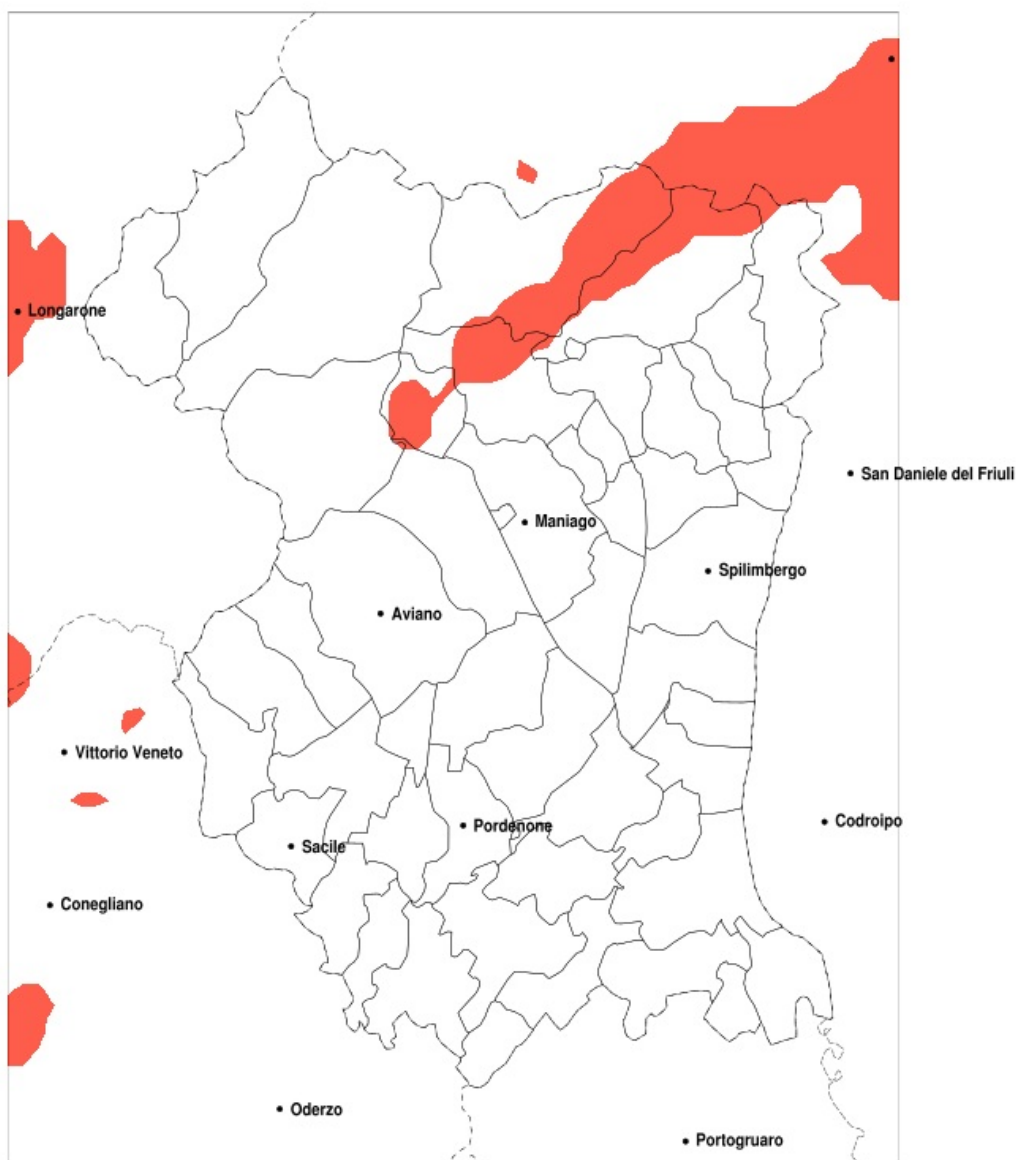 Longarone
San Daniele del Friuli
Maniago
Spilimbergo
Aviano
Vittorio Veneto
Codroipo
Pordenone
Sacile
Conegliano
Oderzo
Portogruaro